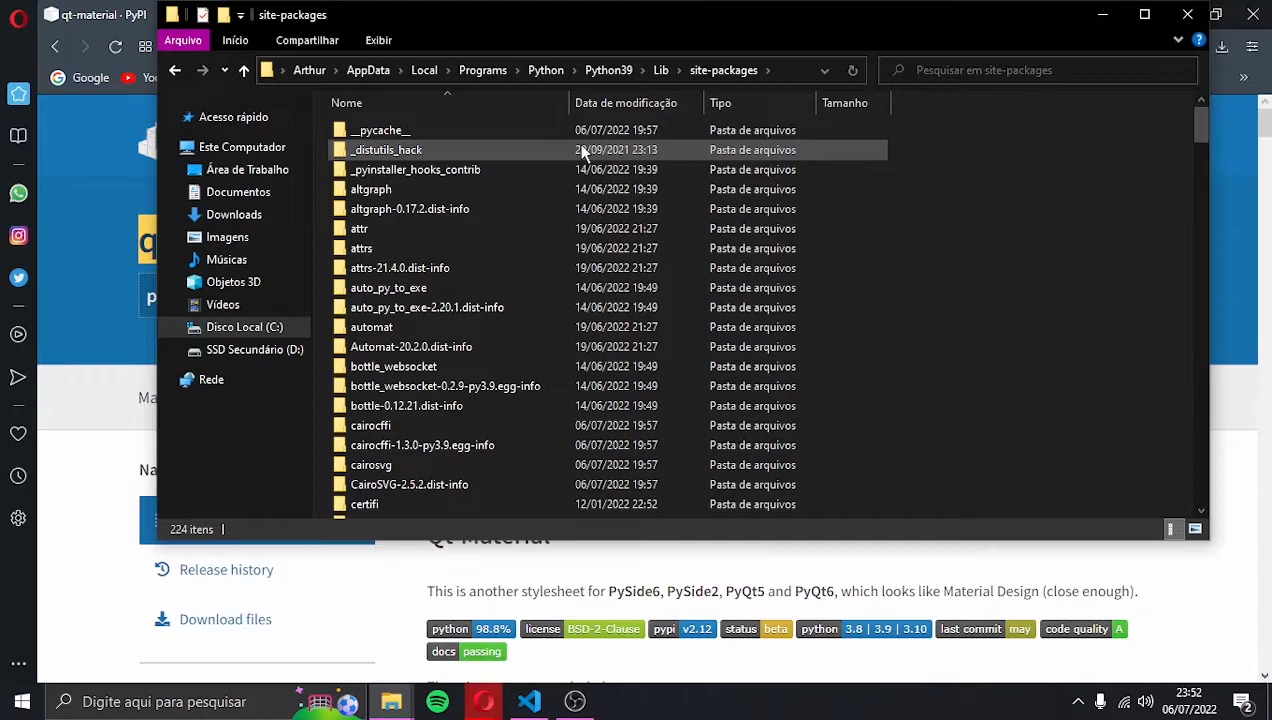 qt-material · PyPI
site-packages
Arquivo Início Compartilhar Exibir
Arthur AppData Local Programs Python Python39 Lib site-packages
Pesquisar em site-packages
Google
Nome Data de modificação Tipo Tamanho
Acesso rápido
Este Computador
Área de Trabalho
Documentos
Downloads
Imagens
Músicas
Objetos 3D
Vídeos
Disco Local (C:)
SSD Secundário (D:)
Rede
__pycache__ 06/07/2022 19:57 Pasta de arquivos
_distutils_hack 20/09/2021 23:13 Pasta de arquivos
_pyinstaller_hooks_contrib 14/06/2022 19:39 Pasta de arquivos
altgraph 14/06/2022 19:39 Pasta de arquivos
altgraph-0.17.2.dist-info 14/06/2022 19:39 Pasta de arquivos
attr 19/06/2022 21:27 Pasta de arquivos
attrs 19/06/2022 21:27 Pasta de arquivos
attrs-21.4.0.dist-info 19/06/2022 21:27 Pasta de arquivos
auto_py_to_exe 14/06/2022 19:49 Pasta de arquivos
auto_py_to_exe-2.20.1.dist-info 14/06/2022 19:49 Pasta de arquivos
automat 19/06/2022 21:27 Pasta de arquivos
Automat-20.2.0.dist-info 19/06/2022 21:27 Pasta de arquivos
bottle_websocket 14/06/2022 19:49 Pasta de arquivos
bottle_websocket-0.2.9-py3.9.egg-info 14/06/2022 19:49 Pasta de arquivos
bottle-0.12.21.dist-info 14/06/2022 19:49 Pasta de arquivos
cairocffi 06/07/2022 19:57 Pasta de arquivos
cairocffi-1.3.0-py3.9.egg-info 06/07/2022 19:57 Pasta de arquivos
cairosvg 06/07/2022 19:57 Pasta de arquivos
CairoSVG-2.5.2.dist-info 06/07/2022 19:57 Pasta de arquivos
certifi 12/01/2022 22:52 Pasta de arquivos
224 itens
Release history
Download files
Qt-Material
This is another stylesheet for PySide6, PySide2, PyQt5 and PyQt6, which looks like Material Design (close enough).
python 98.8% license BSD-2-Clause pypi v2.12 status beta python 3.8 | 3.9 | 3.10 last commit may code quality A
docs passing
Digite aqui para pesquisar
23:52
06/07/2022
2